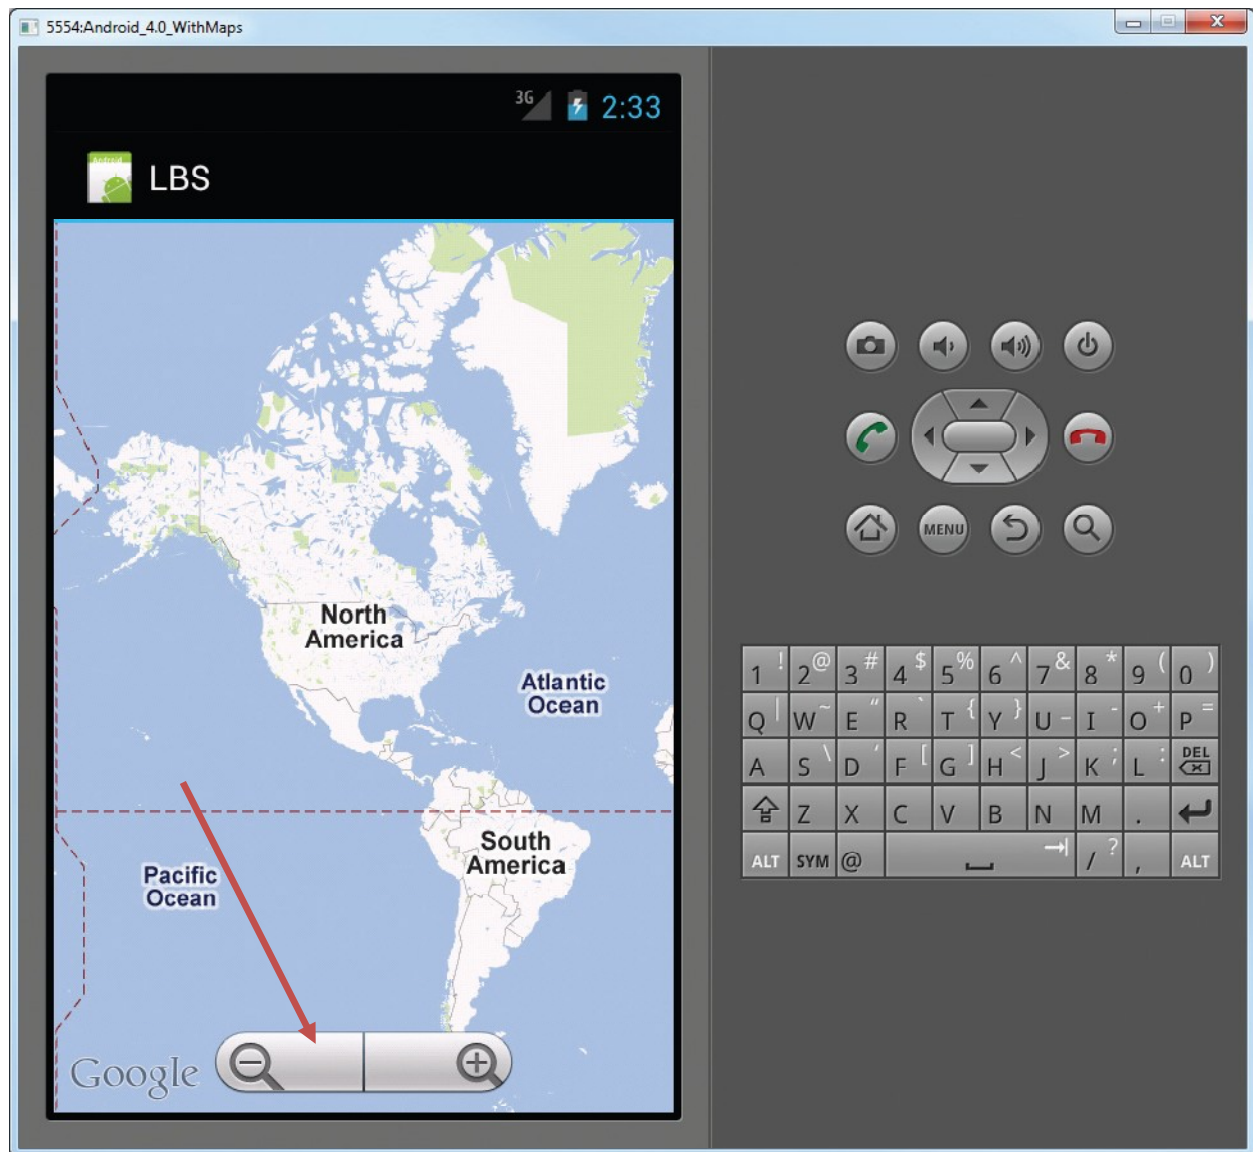 5554:Android_4.0_WithMaps
3G 2:33
Android
LBS
North
America
Atlantic
Ocean
South
America
Pacific
Ocean
Google
MENU
1 ! 2 @ 3 # 4 $ 5 % 6 ^ 7 & 8 * 9 ( 0 )
Q | W ~ E " R ` T { Y } U _ I - O + P =
A S \ D ' F [ G ] H < J > K ; L : DEL
Z X C V B N M .
ALT SYM @ / ? , ALT